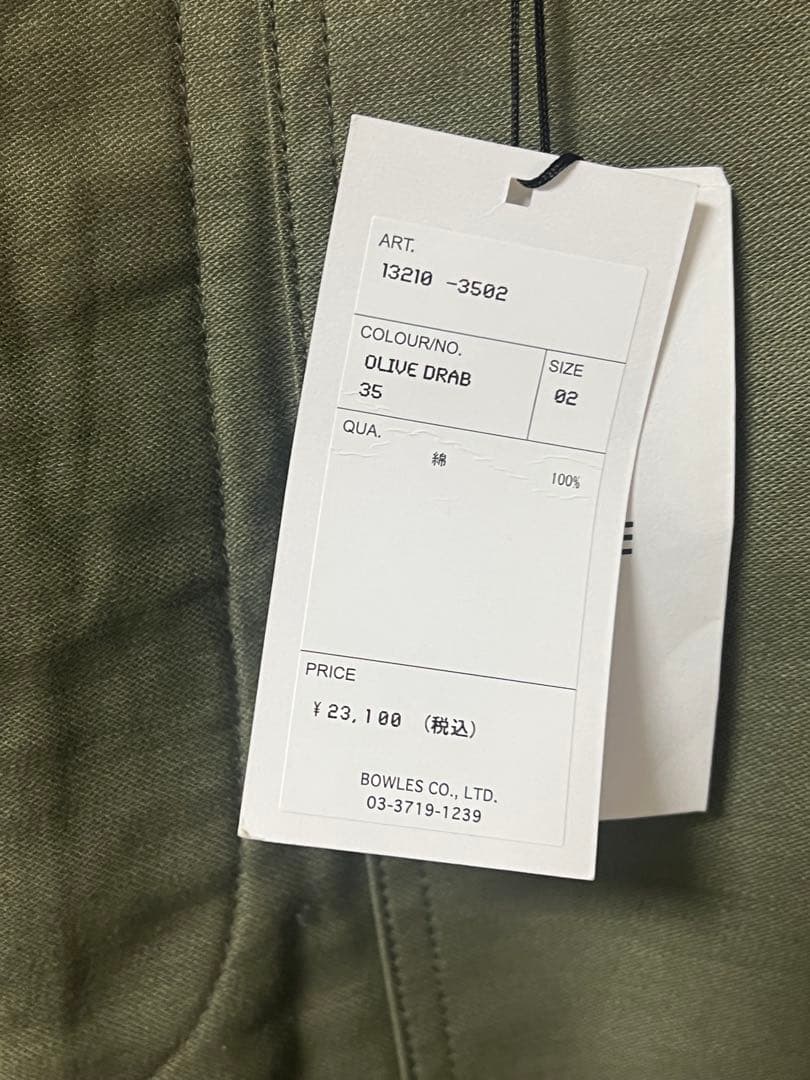 ART.
13210 -3502
COLOUR/NO.
OLIVE DRAB
35
SIZE
02
QUA.
綿 100%
PRICE
¥23,100 (税込)
BOWLES CO., LTD.
03-3719-1239